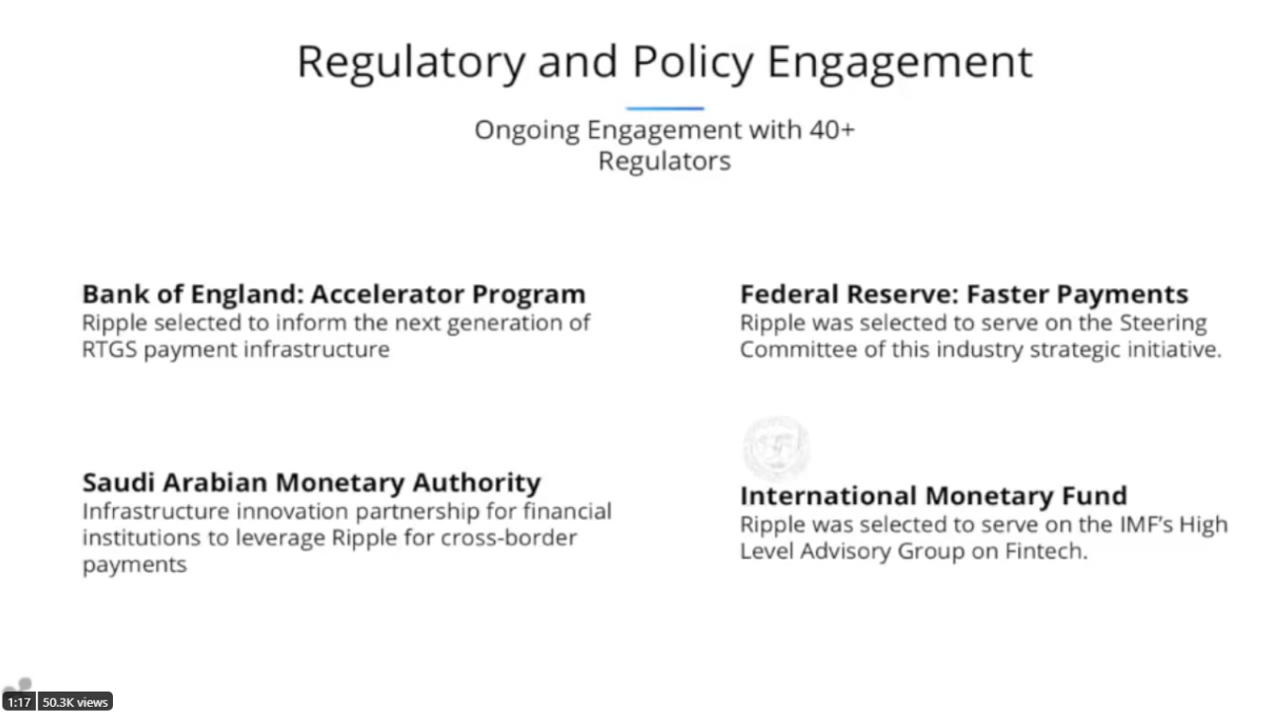 Regulatory and Policy Engagement
Ongoing Engagement with 40+
Regulators
Bank of England: Accelerator Program
Ripple selected to inform the next generation of
RTGS payment infrastructure
Federal Reserve: Faster Payments
Ripple was selected to serve on the Steering
Committee of this industry strategic initiative.
Saudi Arabian Monetary Authority
Infrastructure innovation partnership for financial
institutions to leverage Ripple for cross-border
payments
International Monetary Fund
Ripple was selected to serve on the IMF’s High
Level Advisory Group on Fintech.
1:17 50.3K views